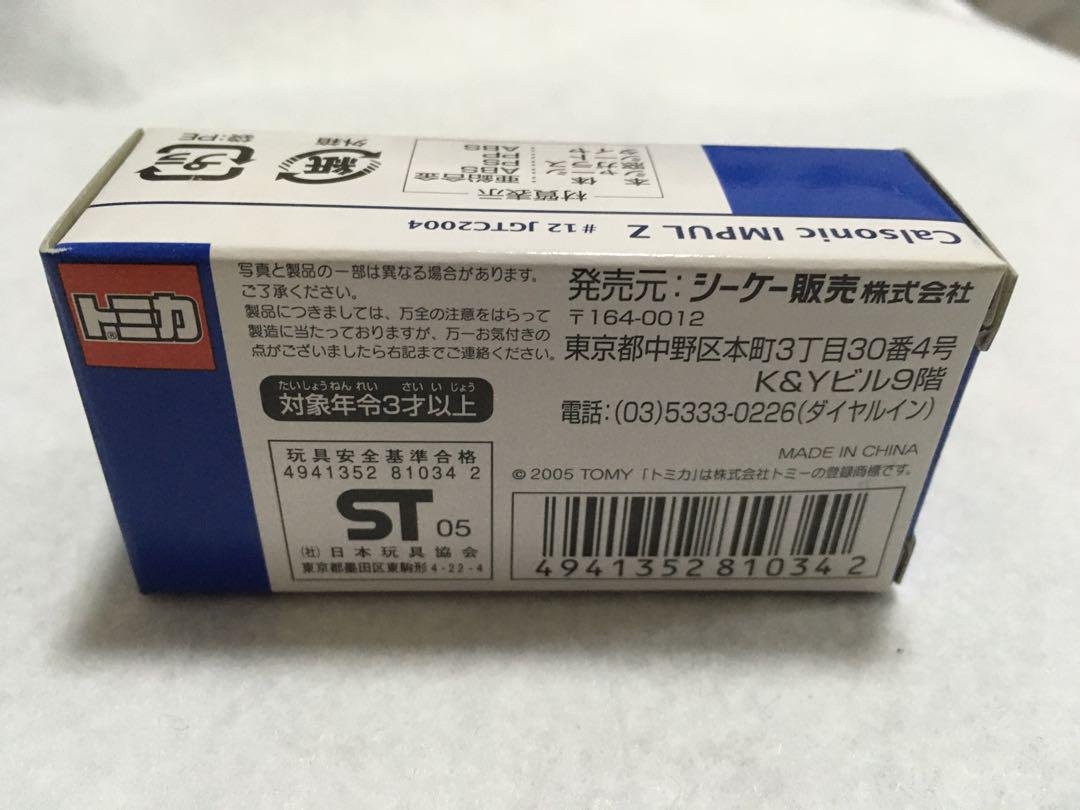 Calsonic IMPUL Z #12 JGTC2004
材質表示
亜鉛合金
ABS
PPS
ABS
紙
外箱
プラ
袋:PE
トミカ®
写真と製品の一部は異なる場合があります。
ご了承ください。
製品につきましては、万全の注意をはらって
製造に当たっておりますが、万一お気付きの
点がございましたら右記までご連絡ください。
たいしょうねんれい さいいじょう
対象年令3才以上
玩具安全基準合格
4941352 81034 2
ST 05
(社)日本玩具協会
東京都墨田区東駒形4-22-4
発売元:シーケー販売株式会社
〒164-0012
東京都中野区本町3丁目30番4号
K&Yビル9階
電話:(03)5333-0226(ダイヤルイン)
MADE IN CHINA
©2005 TOMY 「トミカ」は株式会社トミーの登録商標です。
4941352810342